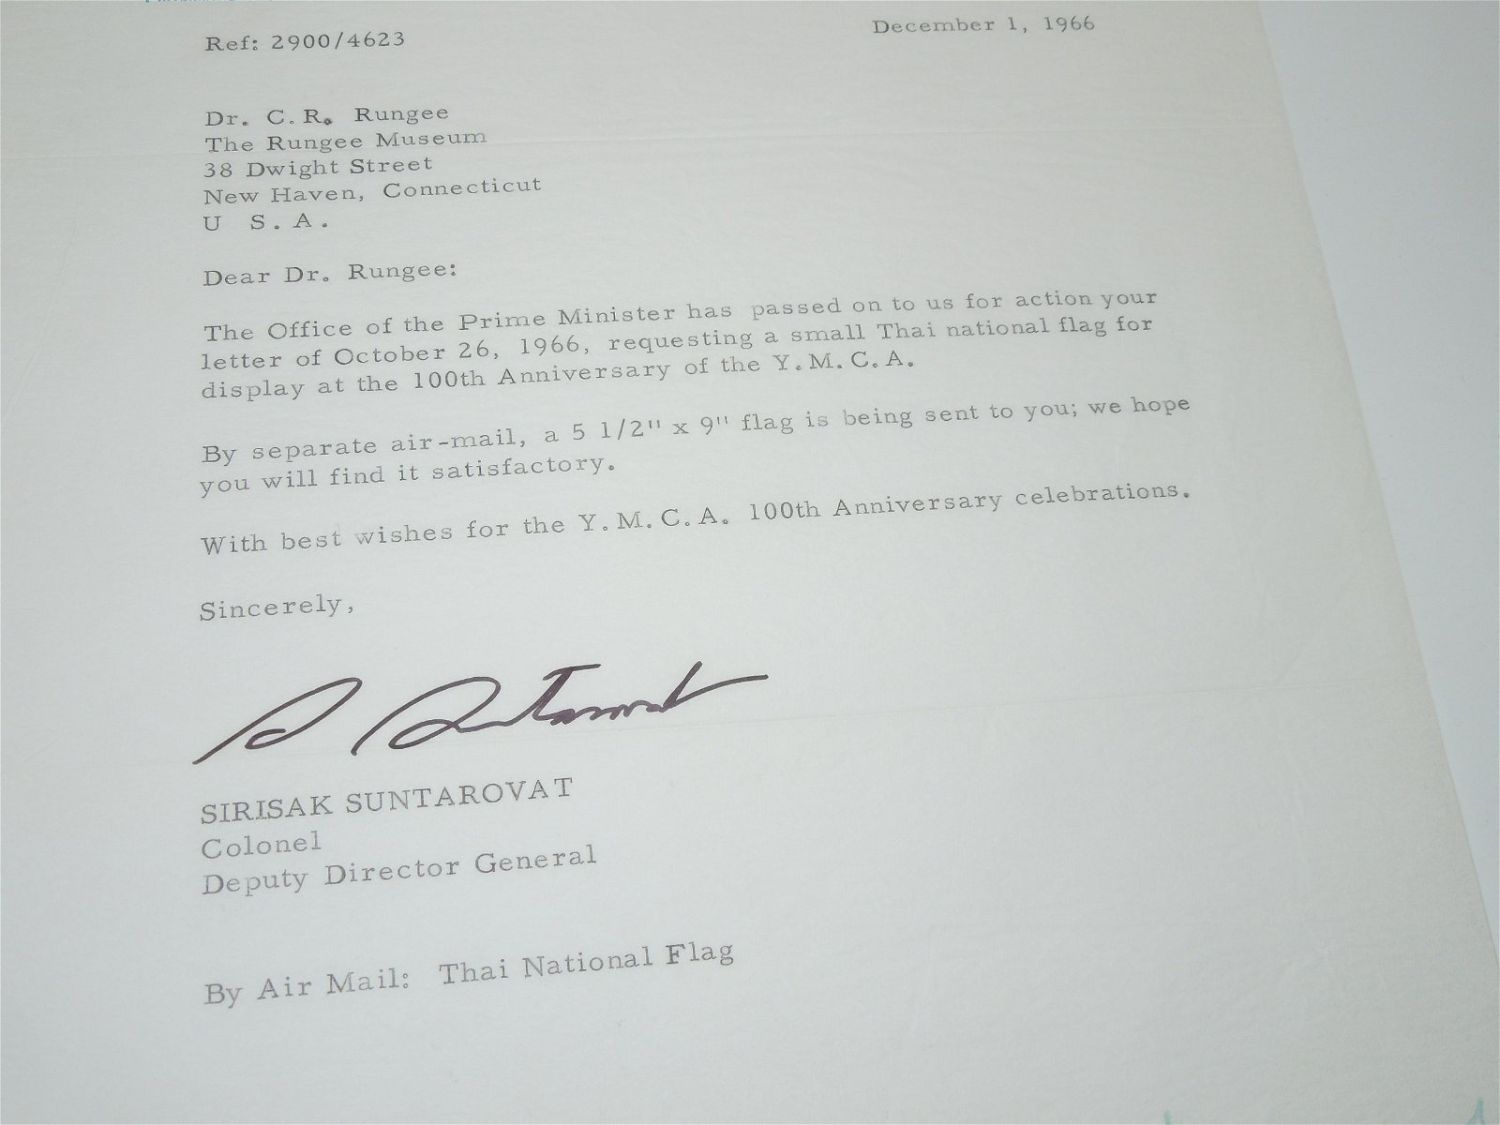 Ref: 2900/4623
December 1, 1966
Dr. C.R. Rungee
The Rungee Museum
38 Dwight Street
New Haven, Connecticut
U S.A.
Dear Dr. Rungee:
The Office of the Prime Minister has passed on to us for action your
letter of October 26, 1966, requesting a small Thai national flag for
display at the 100th Anniversary of the Y.M.C.A.
By separate air-mail, a 5 1/2" x 9" flag is being sent to you; we hope
you will find it satisfactory.
With best wishes for the Y.M.C.A. 100th Anniversary celebrations.
Sincerely,
S. Suntarovat
SIRISAK SUNTAROVAT
Colonel
Deputy Director General
By Air Mail: Thai National Flag